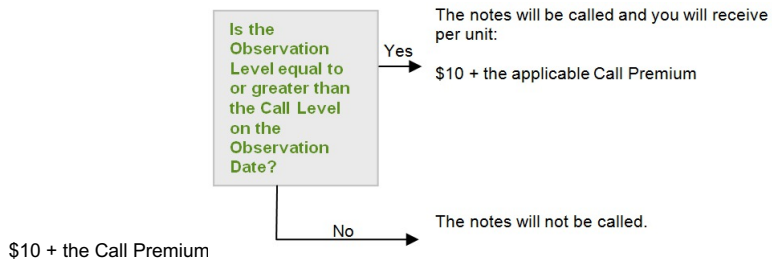 Is the
Observation
Level equal to
or greater than
the Call Level
on the
Observation
Date?
Yes
The notes will be called and you will receive
per unit:
$10 + the applicable Call Premium
No
The notes will not be called.
$10 + the Call Premium